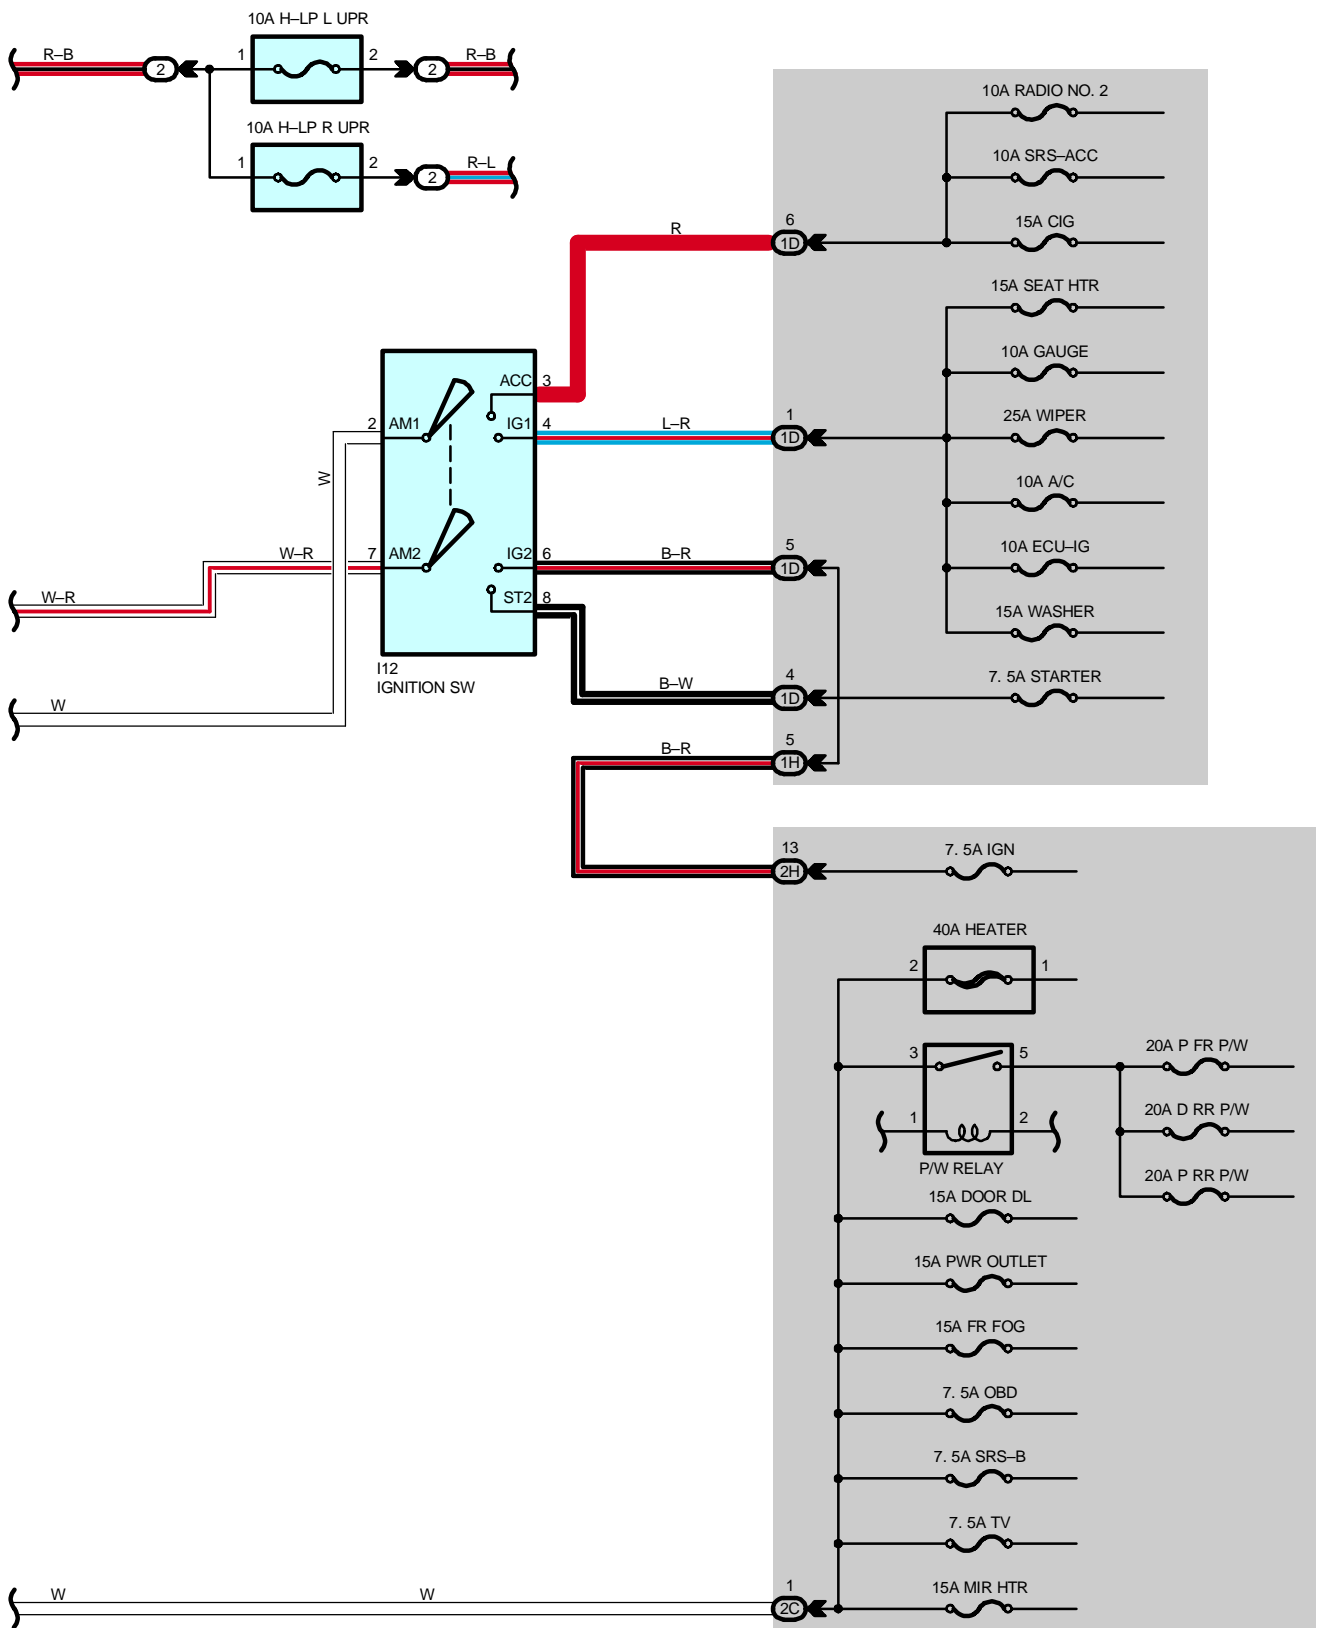 10A H–LP L UPR
R–B
1
2
R–B
2
2
10A H–LP R UPR
1
2
R–L
2
10A RADIO NO. 2
10A SRS–ACC
15A CIG
R
6
1D
15A SEAT HTR
10A GAUGE
25A WIPER
10A A/C
10A ECU–IG
15A WASHER
ACC
3
2
AM1
IG1
4
L–R
1
1D
W
W–R
7
AM2
IG2
6
B–R
5
1D
W–R
ST2
8
I12
IGNITION SW
B–W
4
1D
7. 5A STARTER
W
B–R
5
1H
13
2H
7. 5A IGN
40A HEATER
2
1
3
5
1
2
P/W RELAY
20A P FR P/W
20A D RR P/W
20A P RR P/W
15A DOOR DL
15A PWR OUTLET
15A FR FOG
7. 5A OBD
7. 5A SRS–B
7. 5A TV
W
W
1
2C
15A MIR HTR